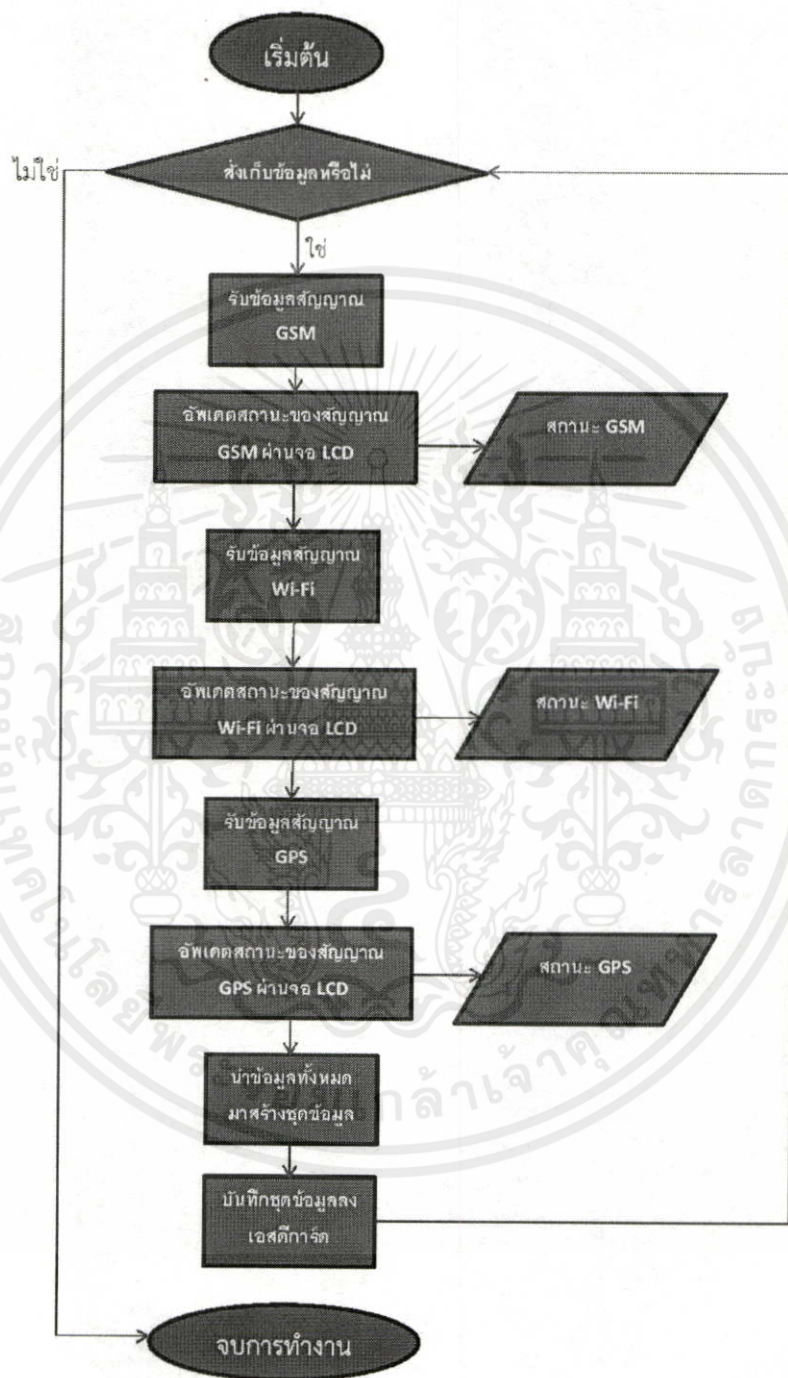 เริ่มต้น
สั่งเก็บข้อมูลหรือไม่
ไม่ใช่
ใช่
รับข้อมูลสัญญาณ
GSM
อัพเดตสถานะของสัญญาณ
GSM ผ่านจอ LCD
สถานะ GSM
รับข้อมูลสัญญาณ
Wi-Fi
อัพเดตสถานะของสัญญาณ
Wi-Fi ผ่านจอ LCD
สถานะ Wi-Fi
รับข้อมูลสัญญาณ
GPS
อัพเดตสถานะของสัญญาณ
GPS ผ่านจอ LCD
สถานะ GPS
นำข้อมูลทั้งหมด
มาสร้างชุดข้อมูล
บันทึกชุดข้อมูลลง
เอสดีการ์ด
จบการทำงาน